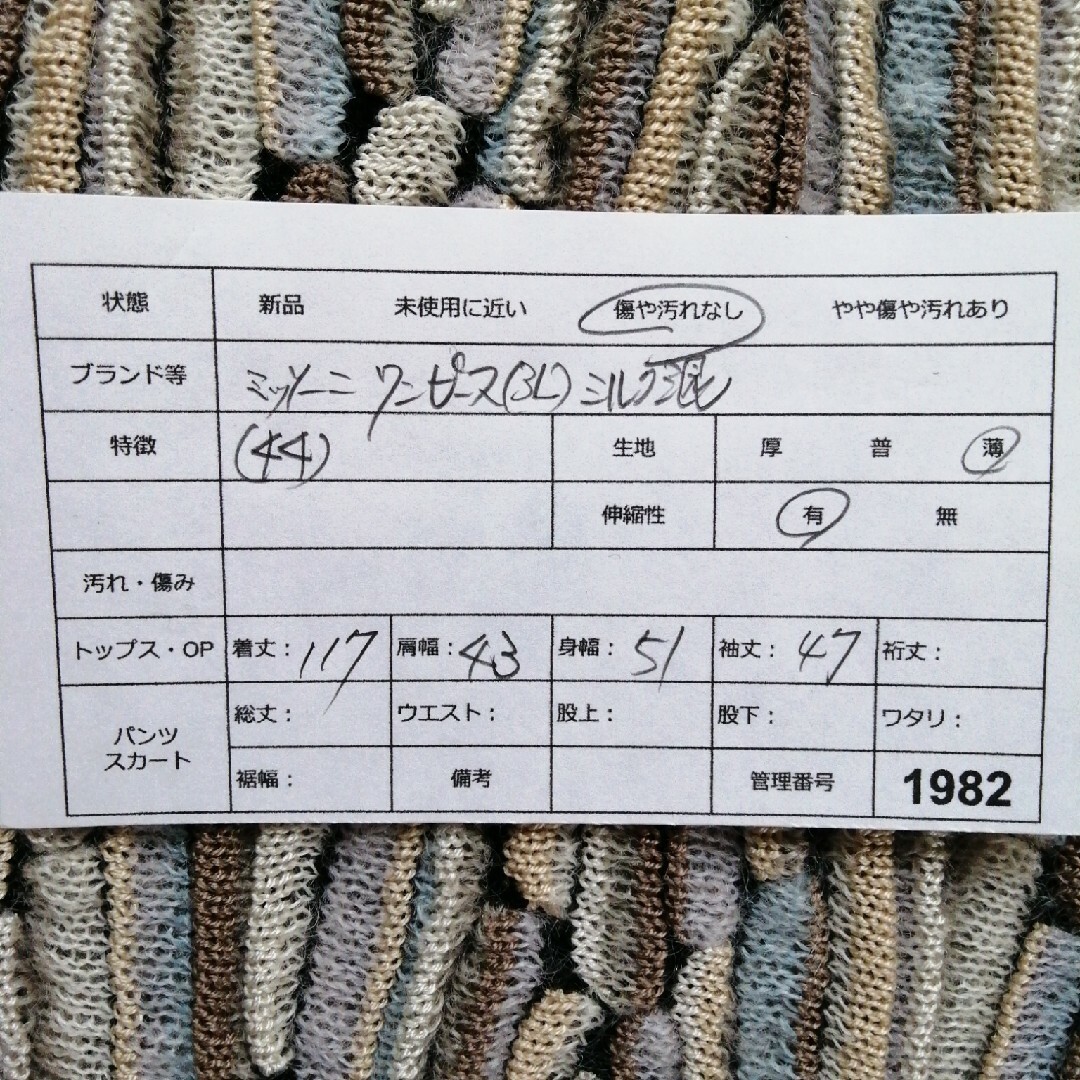 状態 新品 未使用に近い 傷や汚れなし やや傷や汚れあり
ブランド等 ミッソーニ ワンピース(3L)シルク混
特徴 (44) 生地 厚 普 薄
伸縮性 有 無
汚れ・傷み
トップス・OP 着丈:117 肩幅:43 身幅:51 袖丈:47 裄丈:
パンツ スカート 総丈: ウエスト: 股上: 股下: ワタリ:
裾幅: 備考 管理番号 1982